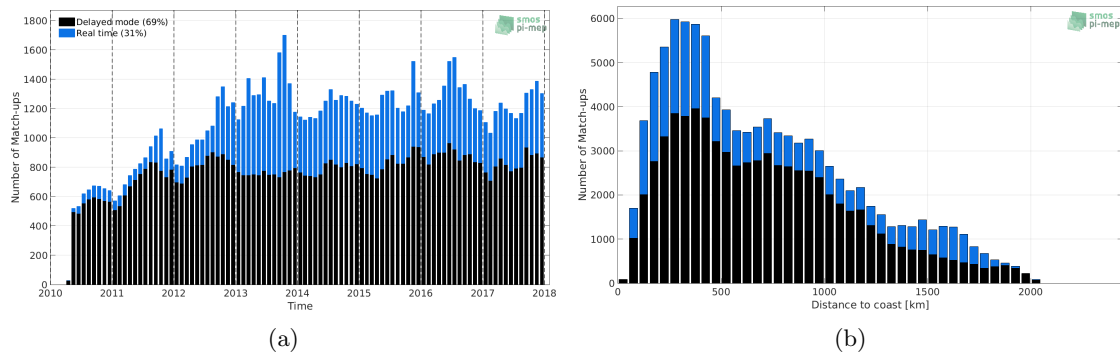 1800
1600
1400
1200
1000
800
600
400
200
0
Number of Match-ups
Delayed mode (69%)
Real time (31%)
smos
pi-mep
2010 2011 2012 2013 2014 2015 2016 2017 2018
Time
(a)
6000
5000
4000
3000
2000
1000
0
Number of Match-ups
smos
pi-mep
0 500 1000 1500 2000
Distance to coast [km]
(b)